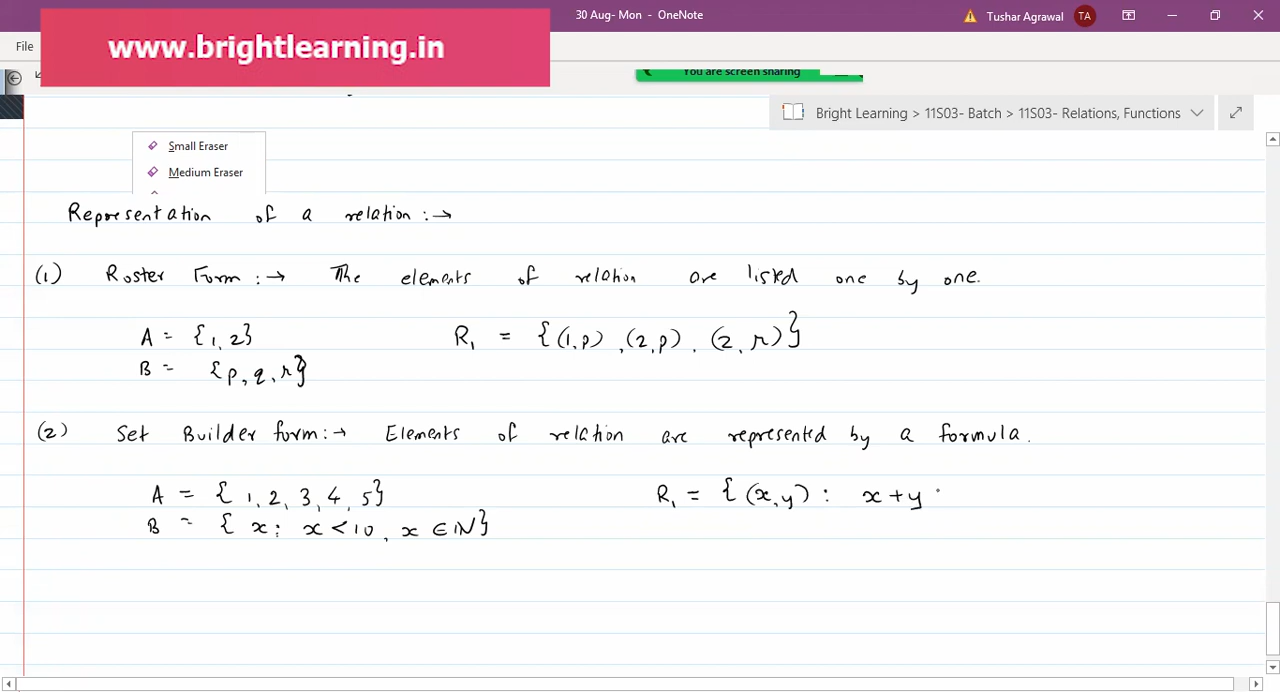 30 Aug- Mon - OneNote
Tushar Agrawal TA
www.brightlearning.in
File
You are screen sharing
Bright Learning > 11S03- Batch > 11S03- Relations, Functions
Small Eraser
Medium Eraser
Representation of a relation :→
(1) Roster Form :→ The elements of relation are listed one by one.
A = {1, 2} R₁ = {(1,p), (2,p), (2,r)}
B = {p, q, r}
(2) Set Builder form :→ Elements of relation are represented by a formula.
A = {1, 2, 3, 4, 5} R₁ = {(x,y) : x + y
B = {x : x < 10, x ∈ N}